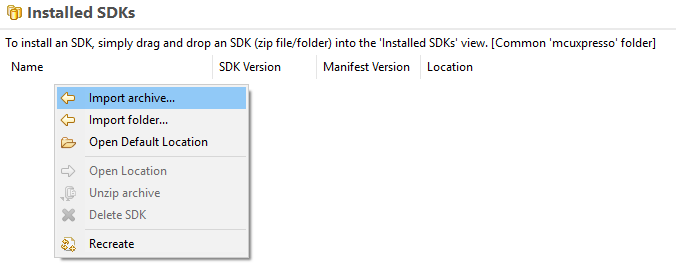 Installed SDKs
To install an SDK, simply drag and drop an SDK (zip file/folder) into the 'Installed SDKs' view. [Common 'mcuxpresso' folder]
Name SDK Version Manifest Version Location
Import archive...
Import folder...
Open Default Location
Open Location
Unzip archive
Delete SDK
Recreate